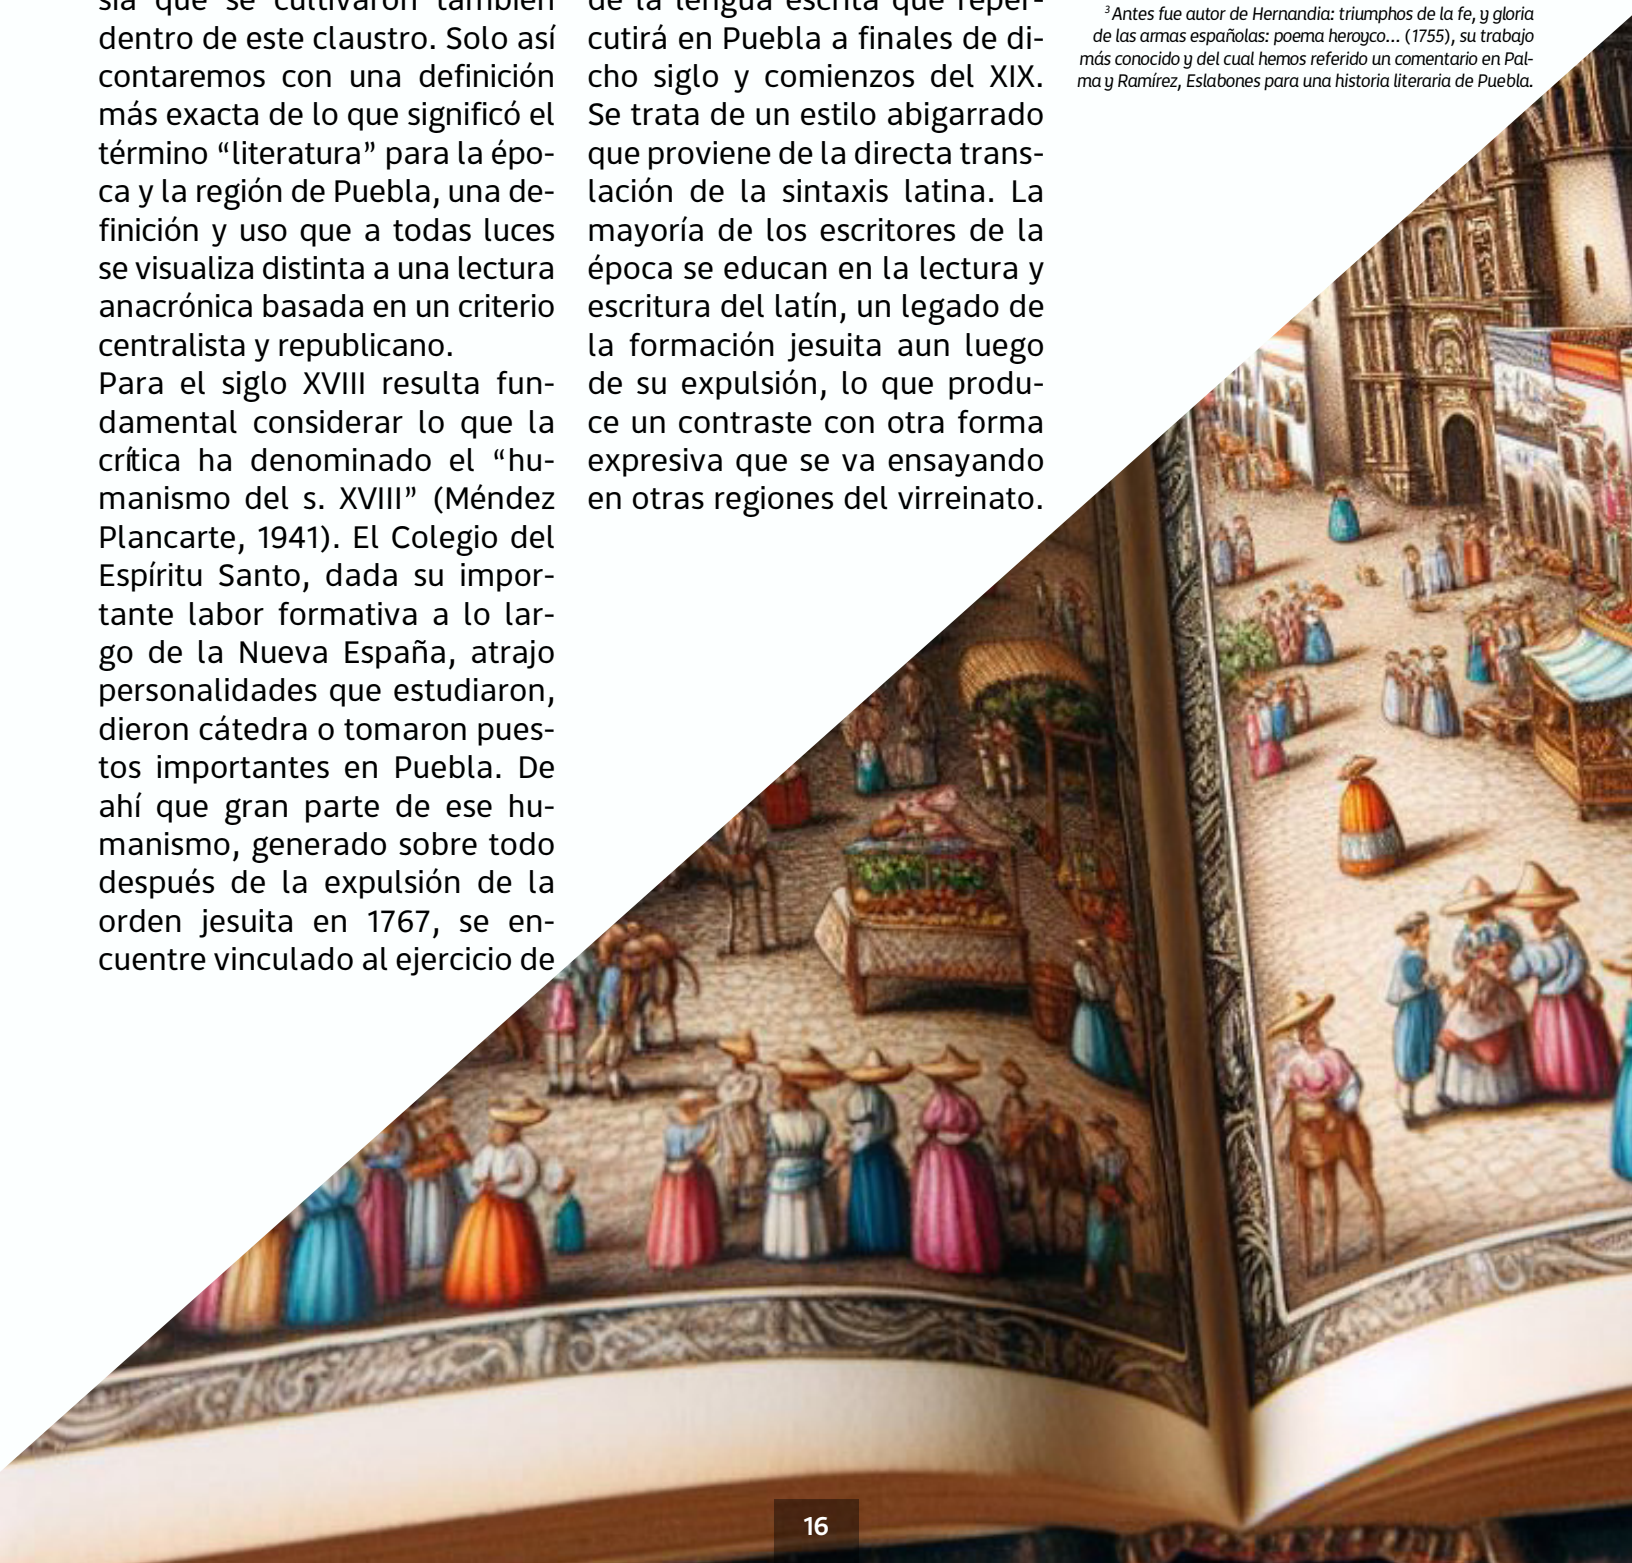 sía que se cultivaron también
dentro de este claustro. Solo así
contaremos con una definición
más exacta de lo que significó el
término “literatura” para la épo-
ca y la región de Puebla, una de-
finición y uso que a todas luces
se visualiza distinta a una lectura
anacrónica basada en un criterio
centralista y republicano.
Para el siglo XVIII resulta fun-
damental considerar lo que la
crítica ha denominado el “hu-
manismo del s. XVIII” (Méndez
Plancarte, 1941). El Colegio del
Espíritu Santo, dada su impor-
tante labor formativa a lo lar-
go de la Nueva España, atrajo
personalidades que estudiaron,
dieron cátedra o tomaron pues-
tos importantes en Puebla. De
ahí que gran parte de ese hu-
manismo, generado sobre todo
después de la expulsión de la
orden jesuita en 1767, se en-
cuentre vinculado al ejercicio de
de la lengua escrita que reper-
cutirá en Puebla a finales de di-
cho siglo y comienzos del XIX.
Se trata de un estilo abigarrado
que proviene de la directa trans-
lación de la sintaxis latina. La
mayoría de los escritores de la
época se educan en la lectura y
escritura del latín, un legado de
la formación jesuita aun luego
de su expulsión, lo que produ-
ce un contraste con otra forma
expresiva que se va ensayando
en otras regiones del virreinato.
³ Antes fue autor de Hernandia: triumphos de la fe, y gloria
de las armas españolas: poema heroyco... (1755), su trabajo
más conocido y del cual hemos referido un comentario en Pal-
ma y Ramírez, Eslabones para una historia literaria de Puebla.
16